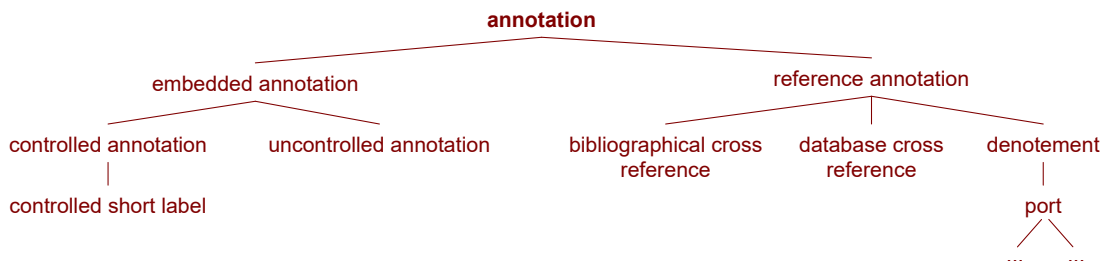 annotation
embedded annotation
reference annotation
controlled annotation
uncontrolled annotation
bibliographical cross
reference
database cross
reference
denotement
controlled short label
port